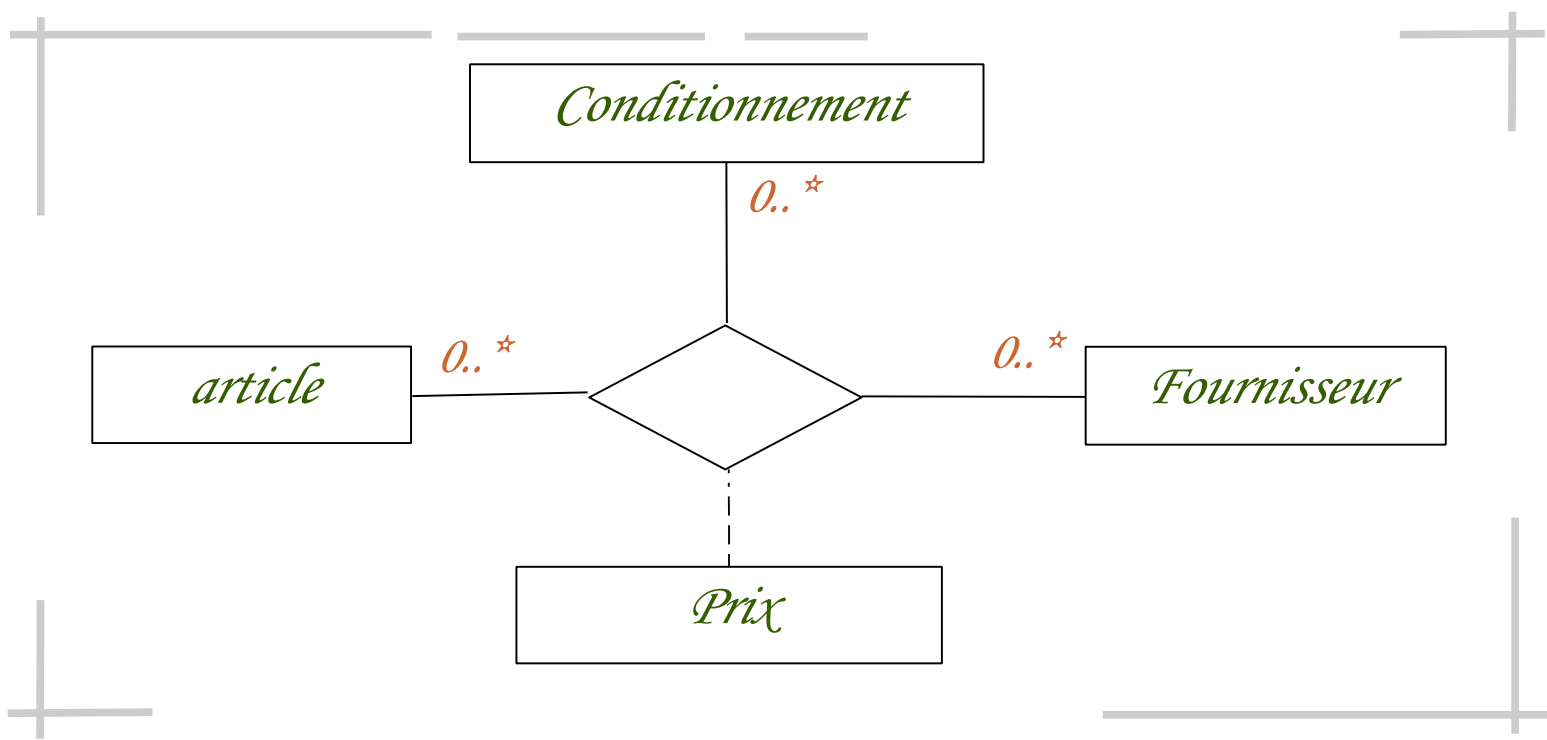 Conditionnement
0..*
article
0..*
0..*
Fournisseur
Prix